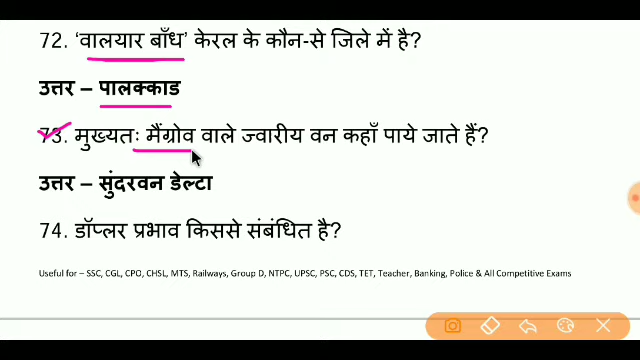 72. ‘वालयार बाँध’ केरल के कौन-से जिले में है?
उत्तर – पालक्काड
73. मुख्यतः मैंग्रोव वाले ज्वारीय वन कहाँ पाये जाते हैं?
उत्तर – सुंदरवन डेल्टा
74. डॉप्लर प्रभाव किससे संबंधित है?
Useful for – SSC, CGL, CPO, CHSL, MTS, Railways, Group D, NTPC, UPSC, PSC, CDS, TET, Teacher, Banking, Police & All Competitive Exams